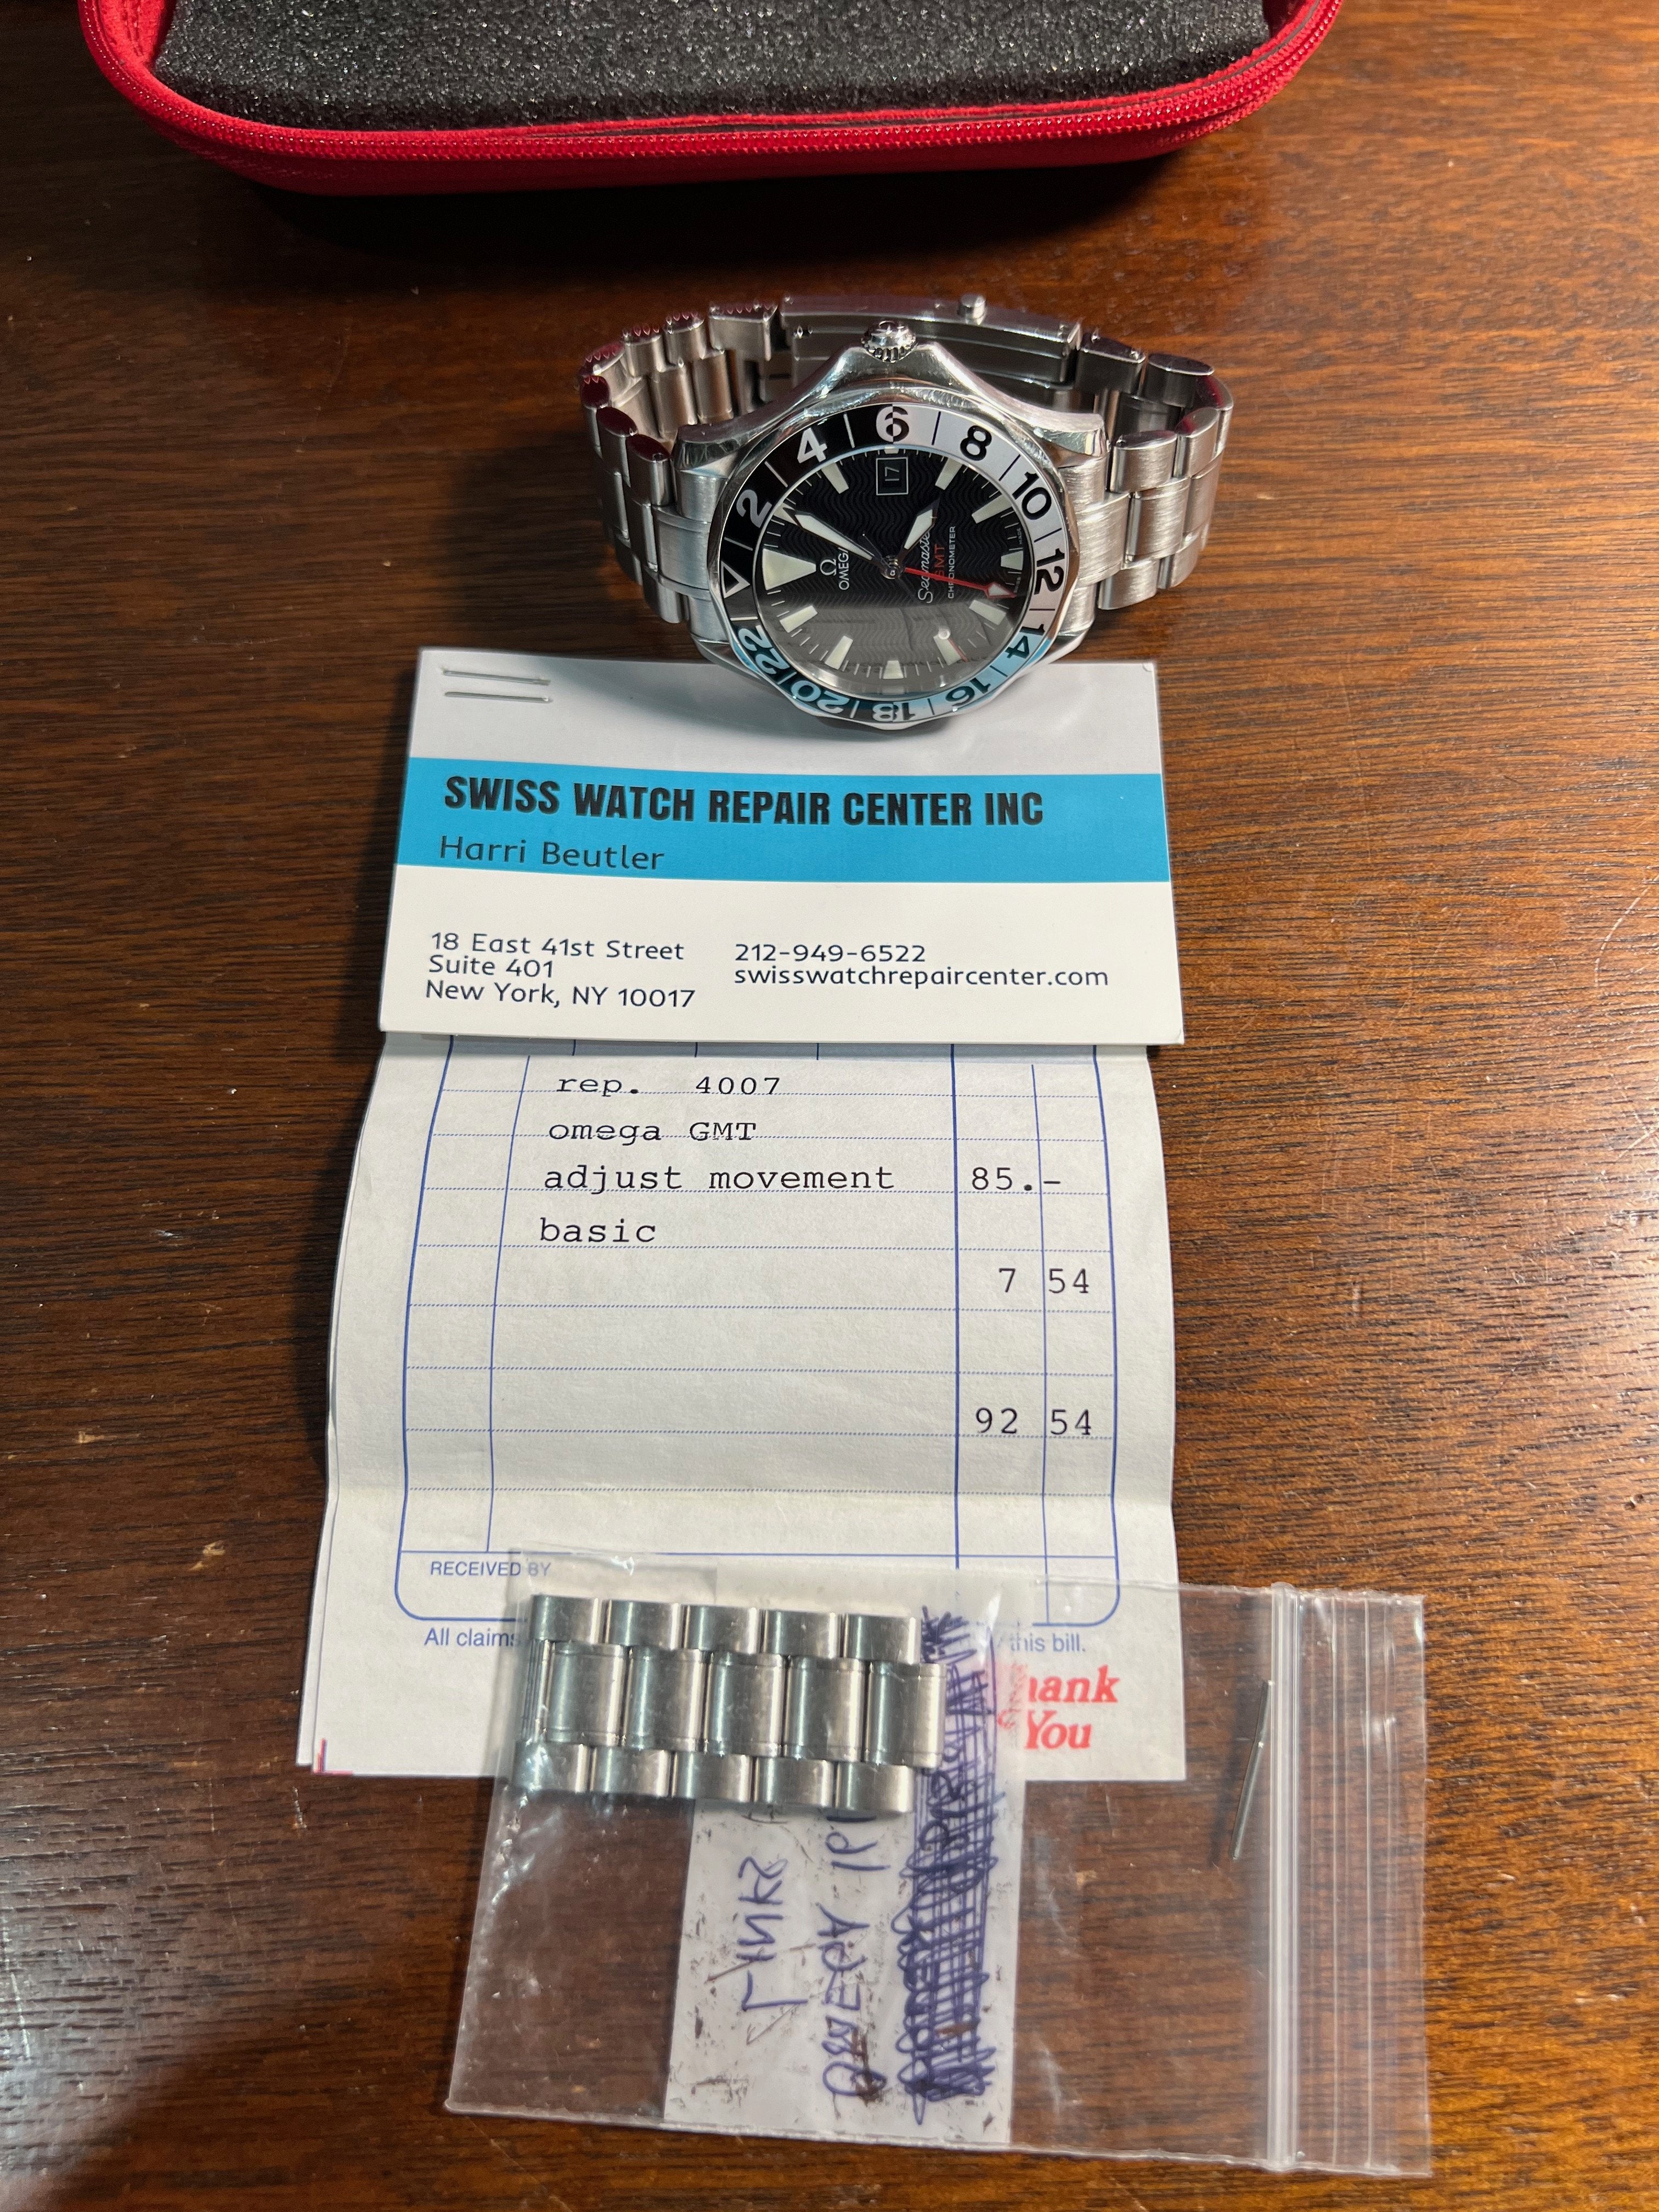 6
4
8
2
10
17
12
Ω
OMEGA
Seamaster
GMT
CHRONOMETER
14
22
20
18
16
SWISS WATCH REPAIR CENTER INC
Harri Beutler
18 East 41st Street 212-949-6522
Suite 401 swisswatchrepaircenter.com
New York, NY 10017
rep. 4007
omega GMT
adjust movement 85.-
basic
7 54
92 54
RECEIVED BY
All claims this bill.
hank
You
links
OMEGA